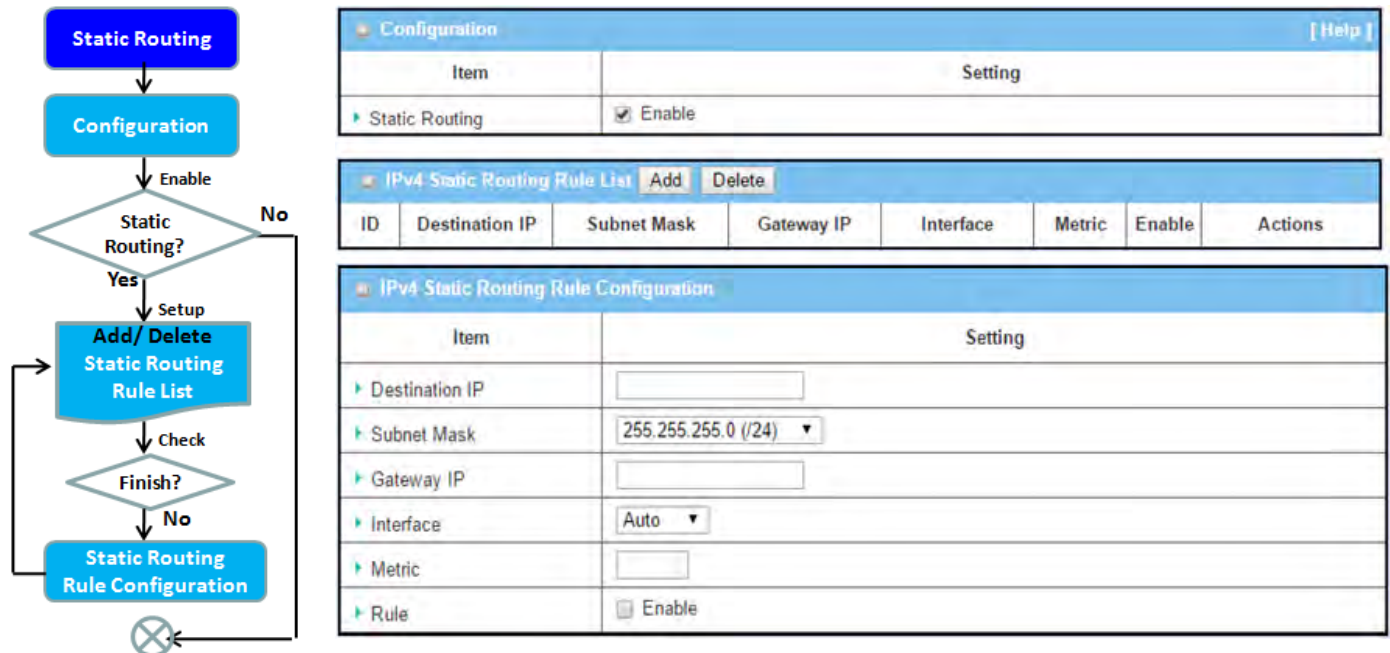 Static Routing
Configuration
Enable
Static
Routing?
No
Yes
Setup
Add/ Delete
Static Routing
Rule List
Check
Finish?
No
Static Routing
Rule Configuration
Configuration [ Help ]
Item Setting
Static Routing Enable
IPv4 Static Routing Rule List Add Delete
ID Destination IP Subnet Mask Gateway IP Interface Metric Enable Actions
IPv4 Static Routing Rule Configuration
Item Setting
Destination IP
Subnet Mask 255.255.255.0 (/24)
Gateway IP
Interface Auto
Metric
Rule Enable